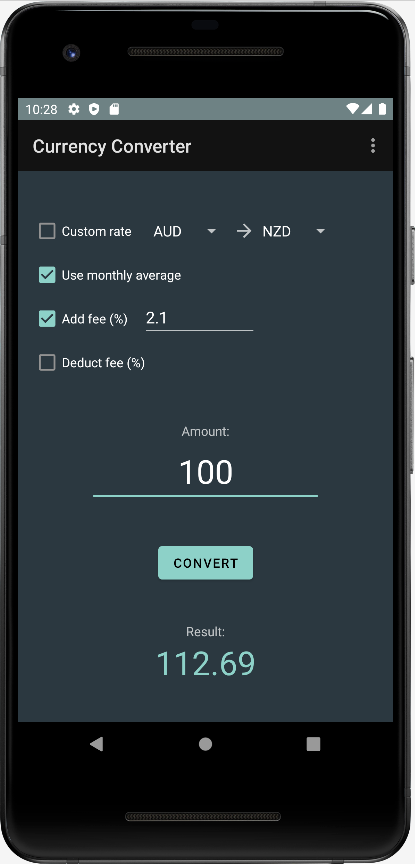 10:28
Currency Converter
Custom rate AUD NZD
Use monthly average
Add fee (%) 2.1
Deduct fee (%)
Amount:
100
CONVERT
Result:
112.69